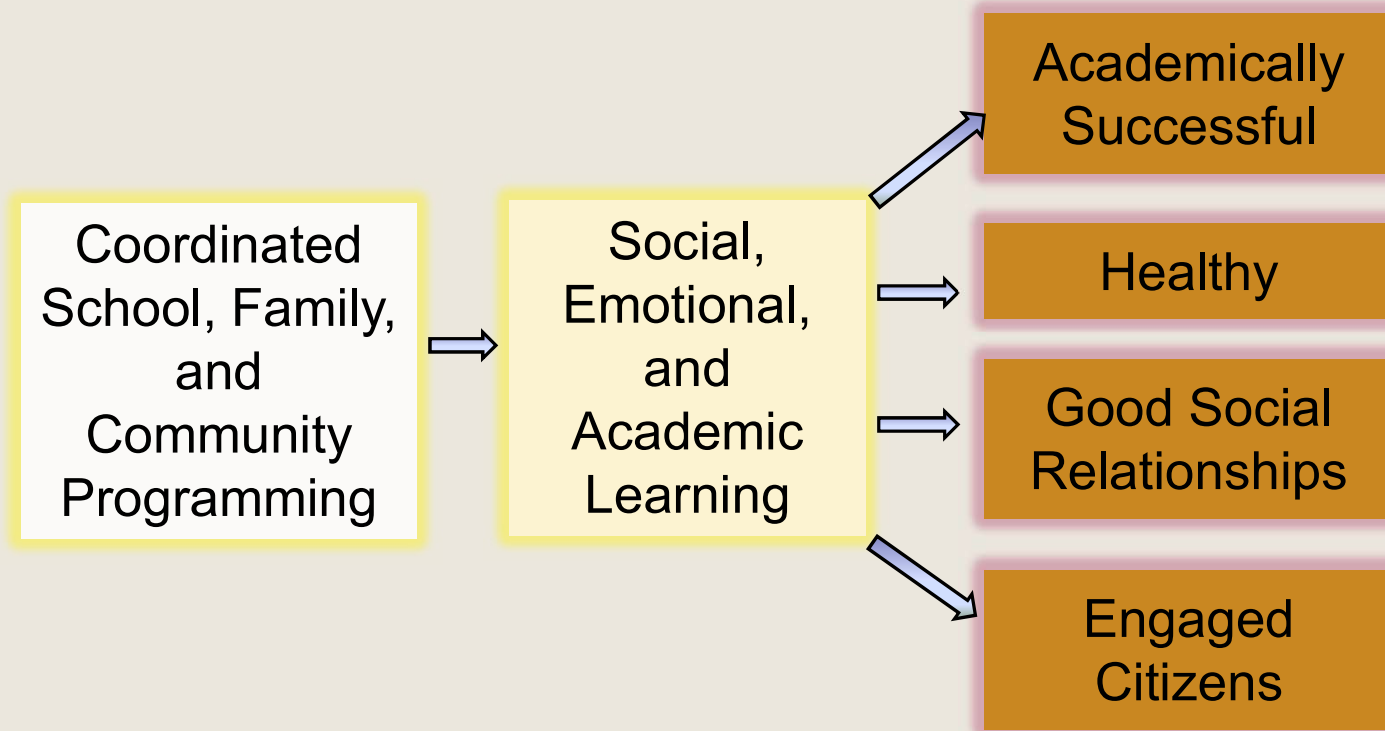 Coordinated
School, Family,
and
Community
Programming
Social,
Emotional,
and
Academic
Learning
Academically
Successful
Healthy
Good Social
Relationships
Engaged
Citizens